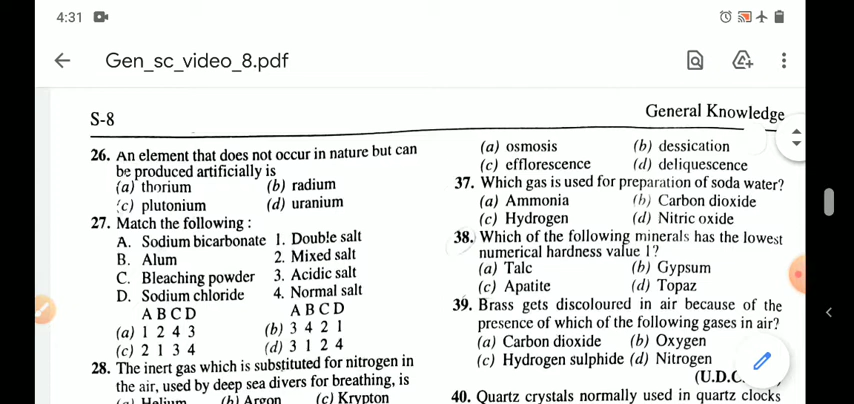 4:31
Gen_sc_video_8.pdf
S-8
General Knowledge
26. An element that does not occur in nature but can
be produced artificially is
(a) thorium (b) radium
(c) plutonium (d) uranium
27. Match the following :
A. Sodium bicarbonate 1. Double salt
B. Alum 2. Mixed salt
C. Bleaching powder 3. Acidic salt
D. Sodium chloride 4. Normal salt
A B C D A B C D
(a) 1 2 4 3 (b) 3 4 2 1
(c) 2 1 3 4 (d) 3 1 2 4
28. The inert gas which is substituted for nitrogen in
the air, used by deep sea divers for breathing, is
(a) Helium (b) Argon (c) Krypton
(a) osmosis (b) dessication
(c) efflorescence (d) deliquescence
37. Which gas is used for preparation of soda water?
(a) Ammonia (b) Carbon dioxide
(c) Hydrogen (d) Nitric oxide
38. Which of the following minerals has the lowest
numerical hardness value 1?
(a) Talc (b) Gypsum
(c) Apatite (d) Topaz
39. Brass gets discoloured in air because of the
presence of which of the following gases in air?
(a) Carbon dioxide (b) Oxygen
(c) Hydrogen sulphide (d) Nitrogen
(U.D.C.
40. Quartz crystals normally used in quartz clocks